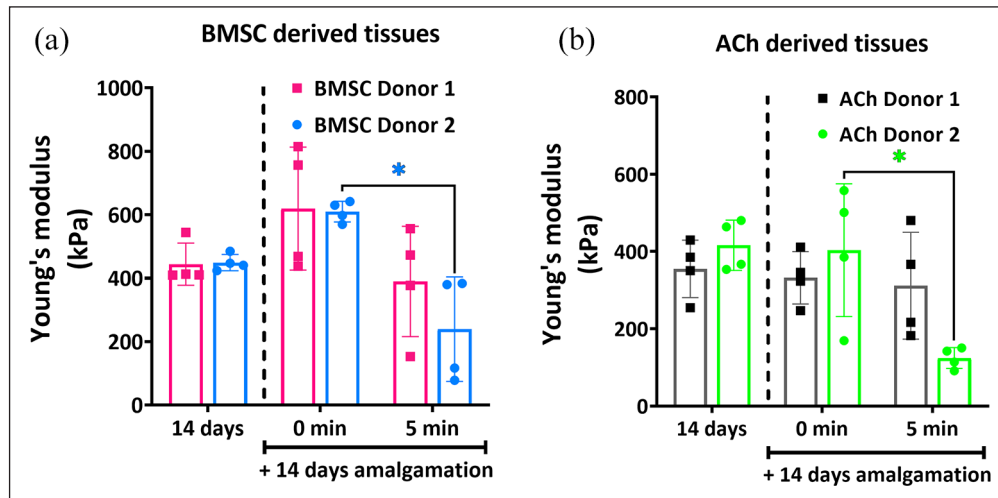 (a)
BMSC derived tissues
BMSC Donor 1
BMSC Donor 2
*
Young's modulus
(kPa)
1000
800
600
400
200
0
14 days
0 min
5 min
+ 14 days amalgamation
(b)
ACh derived tissues
ACh Donor 1
ACh Donor 2
*
Young's modulus
(kPa)
800
600
400
200
0
14 days
0 min
5 min
+ 14 days amalgamation